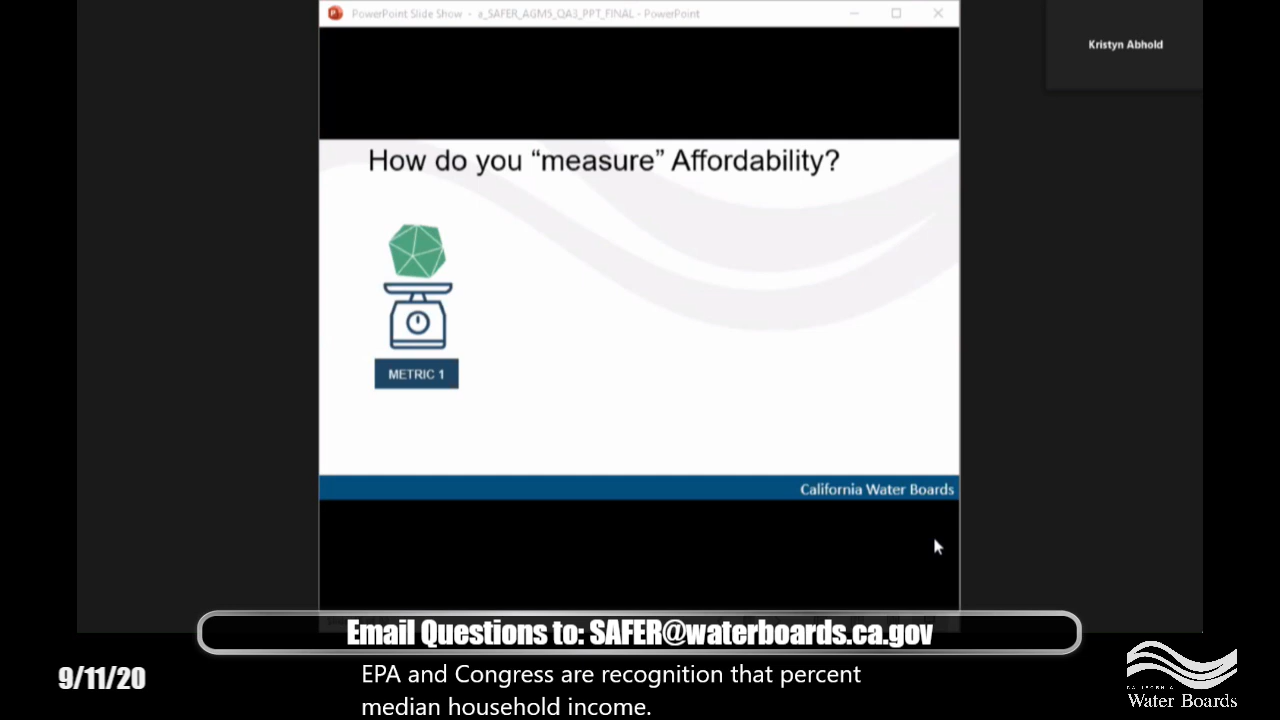 PowerPoint Slide Show - a_SAFER_AGM5_QA3_PPT_FINAL - PowerPoint
Kristyn Abhold
How do you “measure” Affordability?
METRIC 1
California Water Boards
Email Questions to: SAFER@waterboards.ca.gov
9/11/20
EPA and Congress are recognition that percent
median household income.
CALIFORNIA
Water Boards